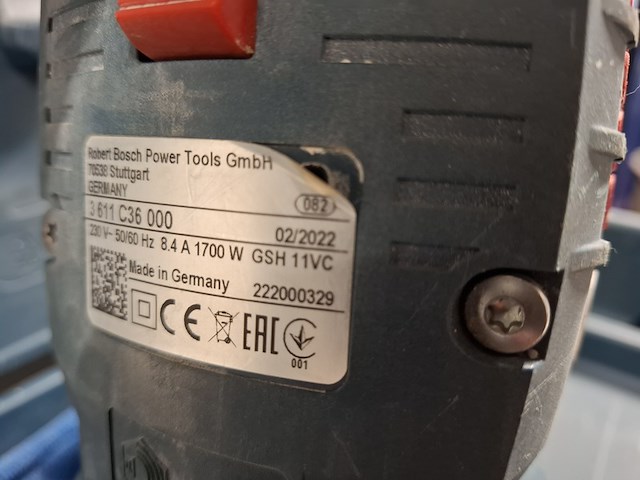 Robert Bosch Power Tools GmbH
70538 Stuttgart
GERMANY
082
3 611 C36 000
02/2022
230 V~ 50/60 Hz 8.4 A 1700 W GSH 11VC
Made in Germany 222000329
CE EAC
001